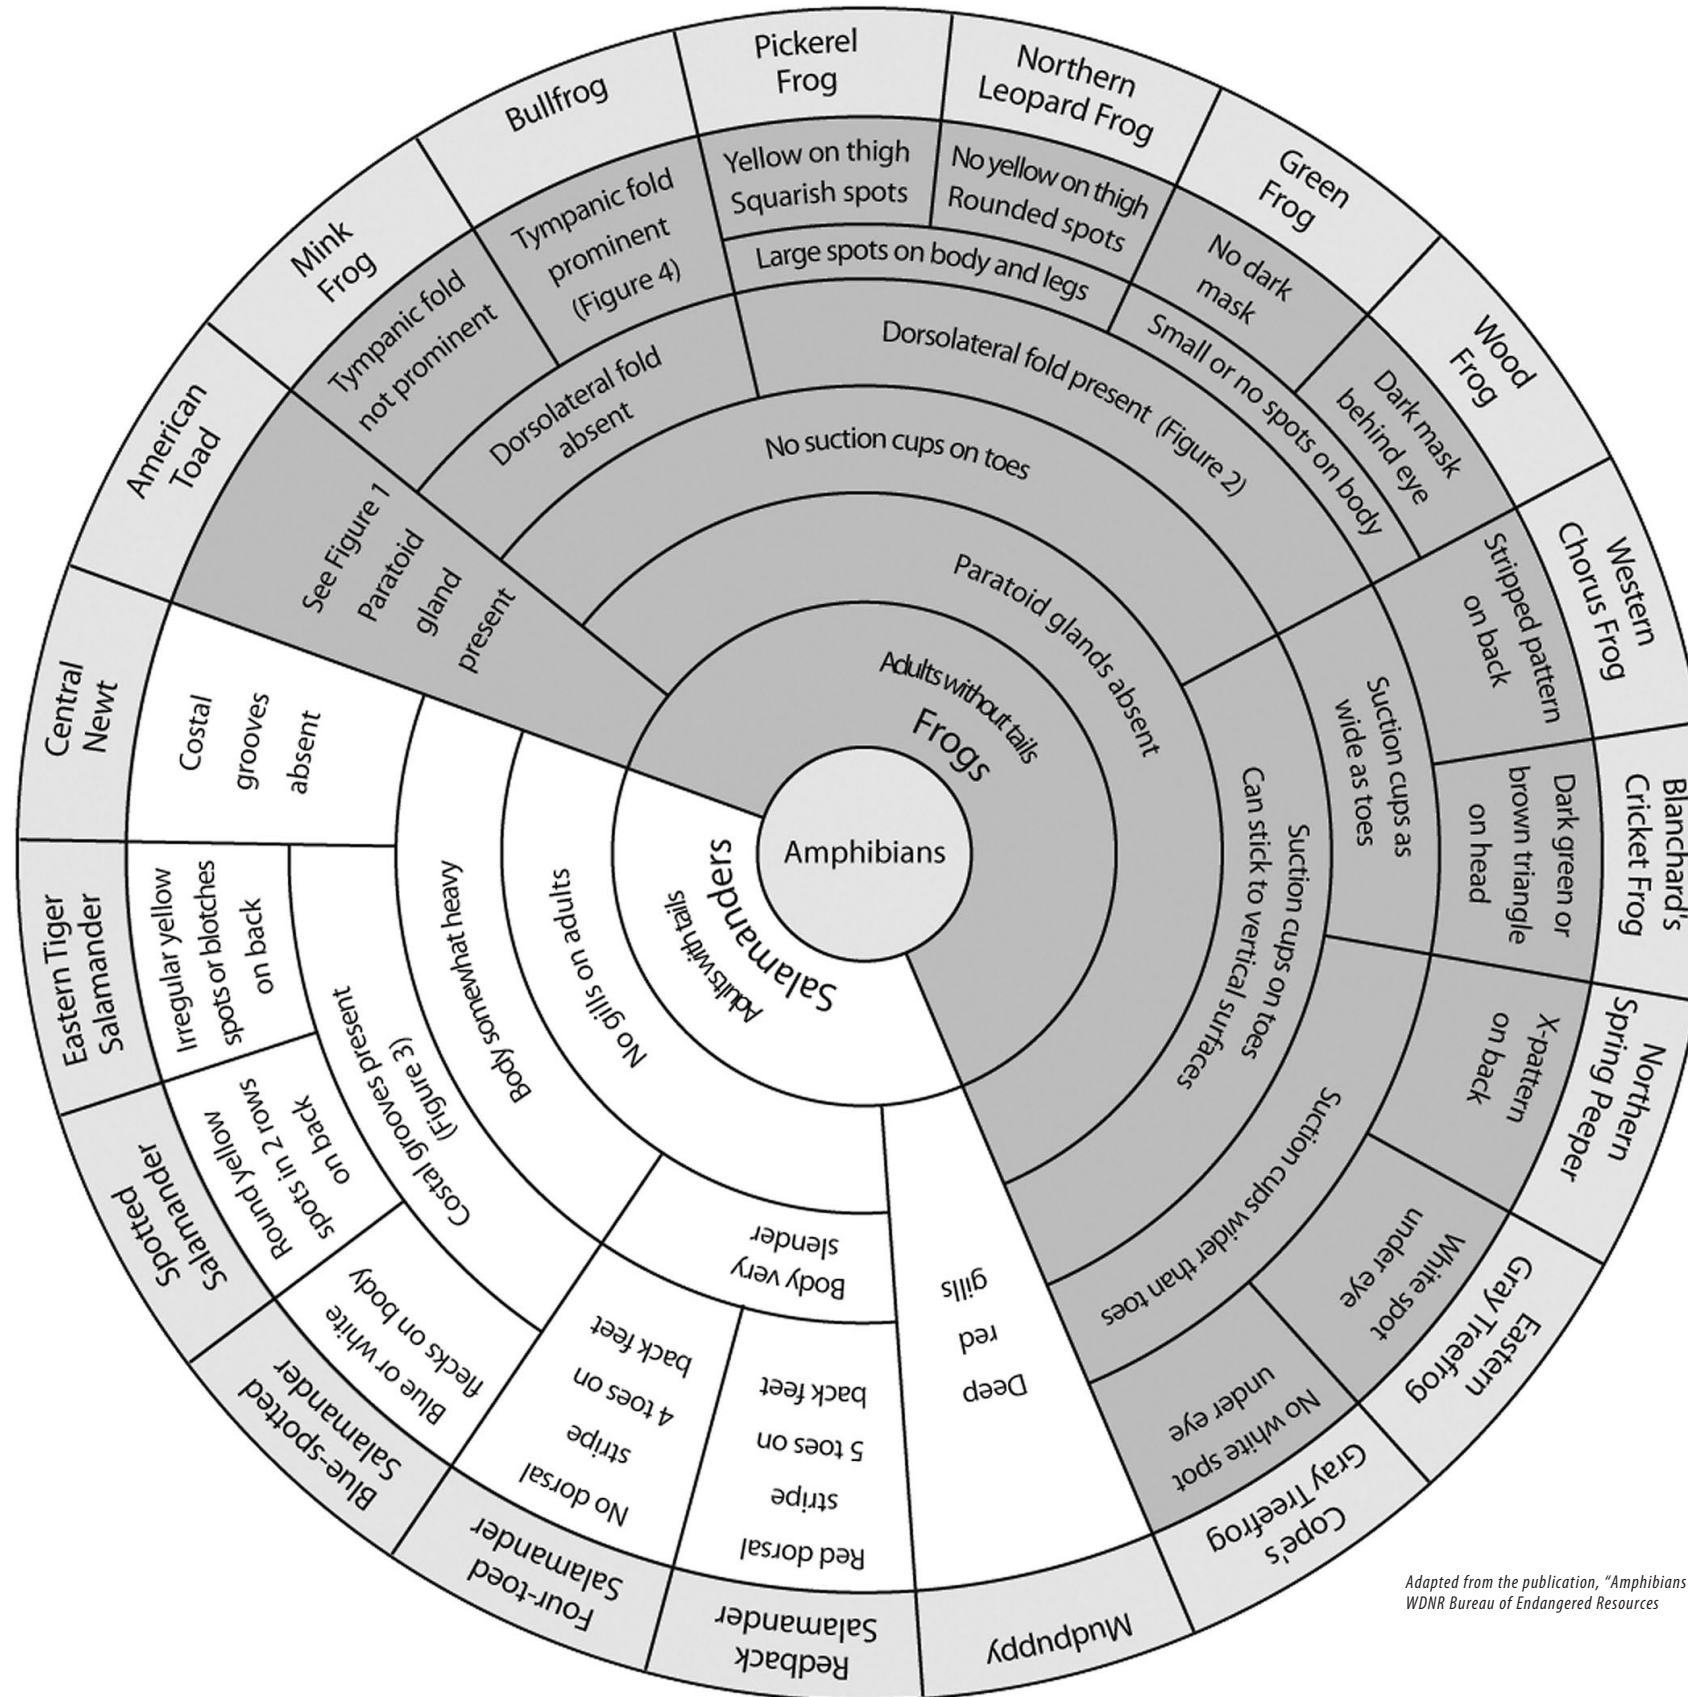 Amphibians
Adults without tails
Frogs
Paratoid glands absent
No suction cups on toes
Dorsolateral fold
absent
Dorsolateral fold present (Figure 2)
Large spots on body and legs
Small or no spots on body
See Figure 1
Paratoid
gland
present
American
Toad
Tympanic fold
not prominent
Mink
Frog
Tympanic fold
prominent
(Figure 4)
Bullfrog
Yellow on thigh
Squarish spots
Pickerel
Frog
No yellow on thigh
Rounded spots
Northern
Leopard Frog
No dark
mask
Green
Frog
Dark mask
behind eye
Wood
Frog
Suction cups on toes
Can stick to vertical surfaces
Suction cups as
wide as toes
Stripped pattern
on back
Western
Chorus Frog
Dark green or
brown triangle
on head
Blanchard's
Cricket Frog
Suction cups wider than toes
X-pattern
on back
Northern
Spring Peeper
White spot
under eye
Eastern
Gray Treefrog
No white spot
under eye
Cope's
Gray Treefrog
Salamanders
Adults with tails
Deep
red
gills
Mudpuppy
No gills on adults
Body very
slender
Red dorsal
stripe
5 toes on
back feet
Redback
Salamander
No dorsal
stripe
4 toes on
back feet
Four-toed
Salamander
Body somewhat heavy
Costal grooves present
(Figure 3)
Blue or white
flecks on body
Blue-spotted
Salamander
Round yellow
spots in 2 rows
on back
Spotted
Salamander
Irregular yellow
spots or blotches
on back
Eastern Tiger
Salamander
Costal
grooves
absent
Central
Newt
Adapted from the publication, “Amphibians
WDNR Bureau of Endangered Resources